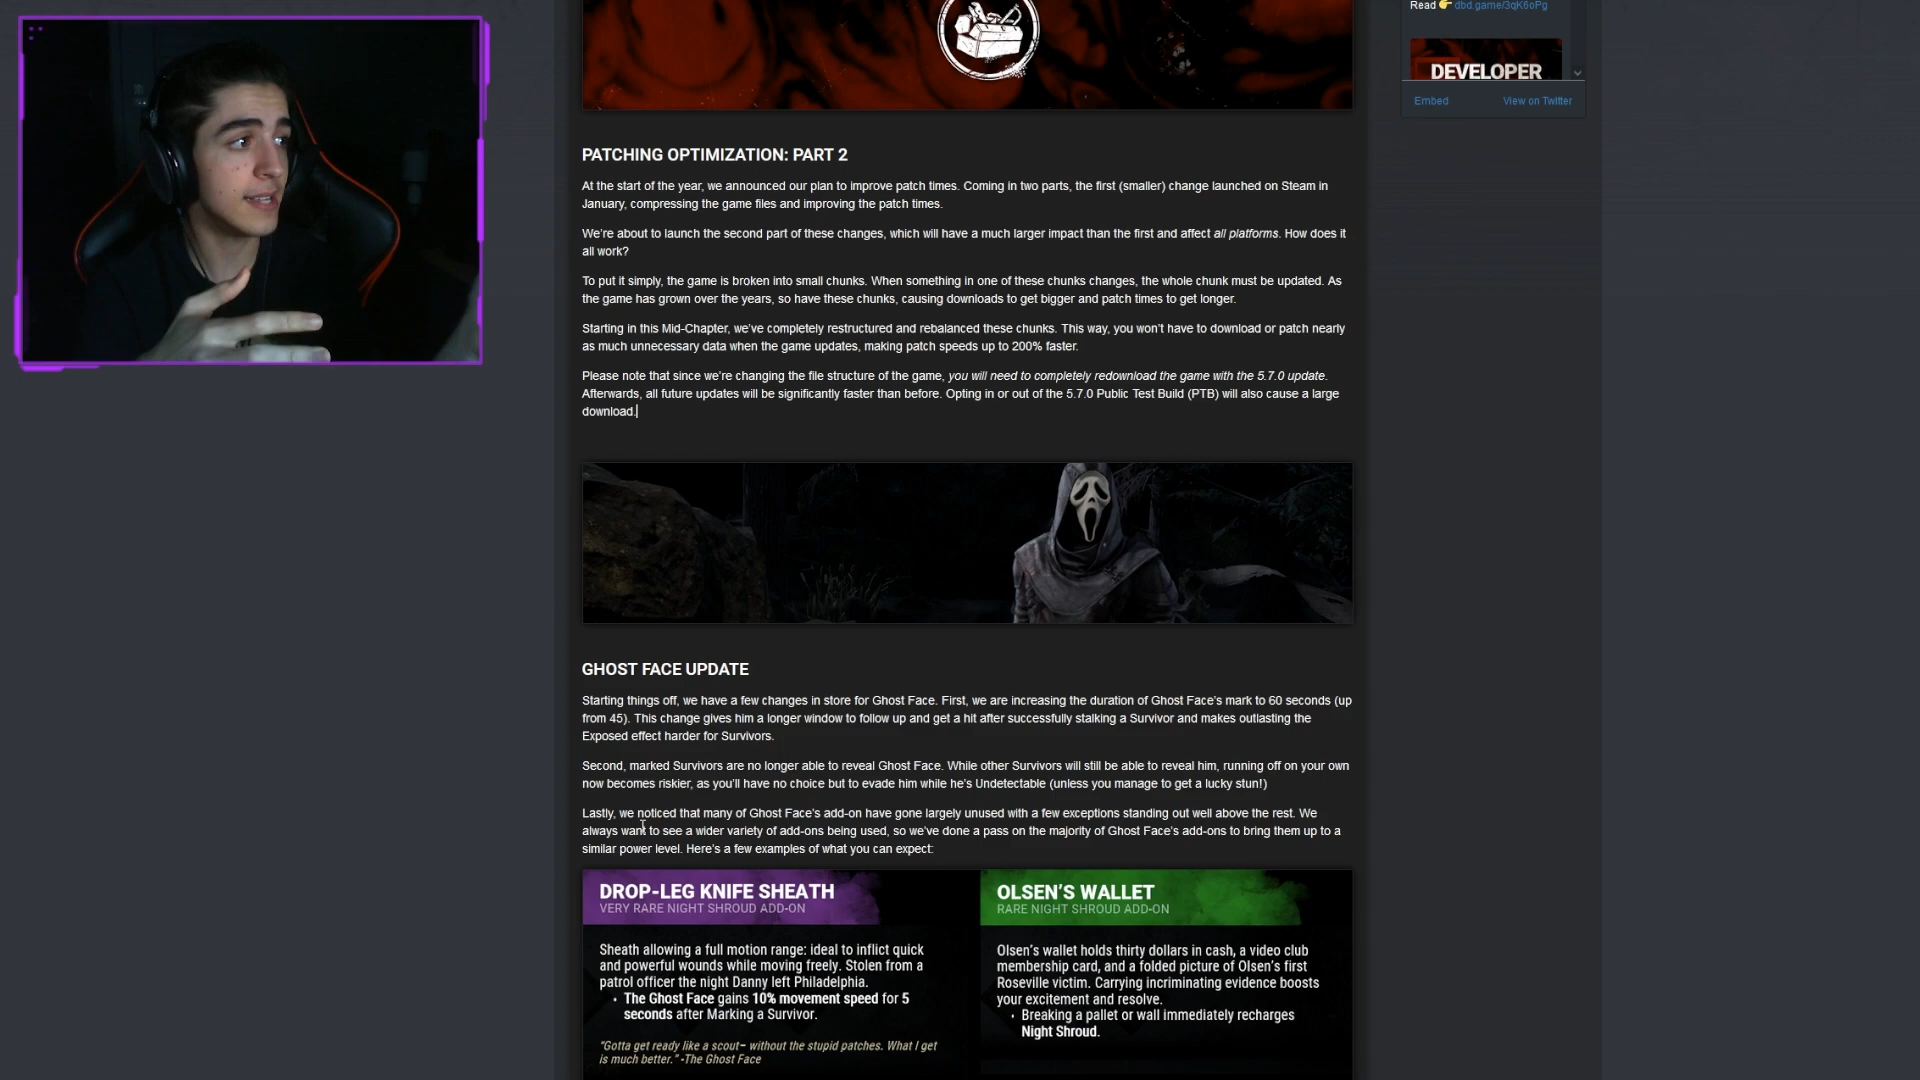 Read 👉 dbd.game/3qK6oPg
DEVELOPER
Embed View on Twitter
PATCHING OPTIMIZATION: PART 2
At the start of the year, we announced our plan to improve patch times. Coming in two parts, the first (smaller) change launched on Steam in
January, compressing the game files and improving the patch times.
We're about to launch the second part of these changes, which will have a much larger impact than the first and affect all platforms. How does it
all work?
To put it simply, the game is broken into small chunks. When something in one of these chunks changes, the whole chunk must be updated. As
the game has grown over the years, so have these chunks, causing downloads to get bigger and patch times to get longer.
Starting in this Mid-Chapter, we've completely restructured and rebalanced these chunks. This way, you won't have to download or patch nearly
as much unnecessary data when the game updates, making patch speeds up to 200% faster.
Please note that since we're changing the file structure of the game, you will need to completely redownload the game with the 5.7.0 update.
Afterwards, all future updates will be significantly faster than before. Opting in or out of the 5.7.0 Public Test Build (PTB) will also cause a large
download.
GHOST FACE UPDATE
Starting things off, we have a few changes in store for Ghost Face. First, we are increasing the duration of Ghost Face's mark to 60 seconds (up
from 45). This change gives him a longer window to follow up and get a hit after successfully stalking a Survivor and makes outlasting the
Exposed effect harder for Survivors.
Second, marked Survivors are no longer able to reveal Ghost Face. While other Survivors will still be able to reveal him, running off on your own
now becomes riskier, as you'll have no choice but to evade him while he's Undetectable (unless you manage to get a lucky stun!)
Lastly, we noticed that many of Ghost Face's add-on have gone largely unused with a few exceptions standing out well above the rest. We
always want to see a wider variety of add-ons being used, so we've done a pass on the majority of Ghost Face's add-ons to bring them up to a
similar power level. Here's a few examples of what you can expect:
DROP-LEG KNIFE SHEATH
VERY RARE NIGHT SHROUD ADD-ON
Sheath allowing a full motion range: ideal to inflict quick
and powerful wounds while moving freely. Stolen from a
patrol officer the night Danny left Philadelphia.
• The Ghost Face gains 10% movement speed for 5
seconds after Marking a Survivor.
"Gotta get ready like a scout– without the stupid patches. What I get
is much better." -The Ghost Face
OLSEN'S WALLET
RARE NIGHT SHROUD ADD-ON
Olsen's wallet holds thirty dollars in cash, a video club
membership card, and a folded picture of Olsen's first
Roseville victim. Carrying incriminating evidence boosts
your excitement and resolve.
• Breaking a pallet or wall immediately recharges
Night Shroud.